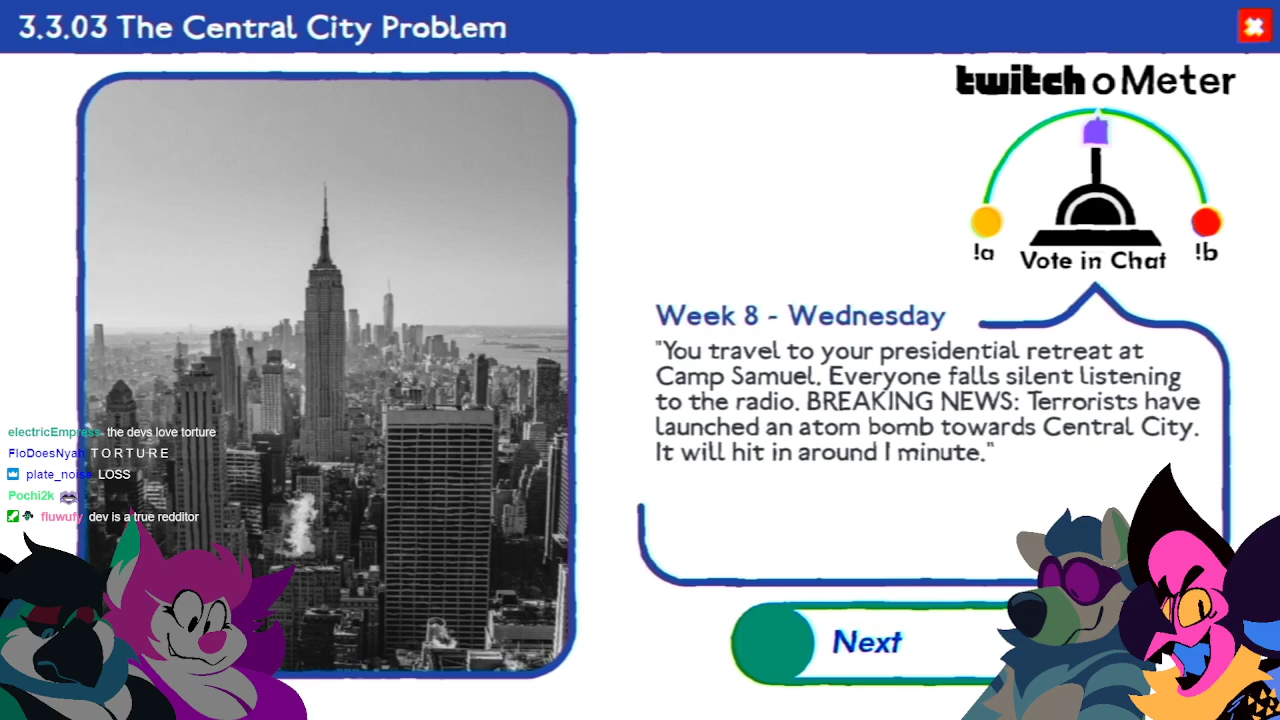 3.3.03 The Central City Problem
twitch o Meter
!a
Vote in Chat
!b
Week 8 - Wednesday
"You travel to your presidential retreat at
Camp Samuel. Everyone falls silent listening
to the radio. BREAKING NEWS: Terrorists have
launched an atom bomb towards Central City.
It will hit in around 1 minute."
electricEmpress the devs love torture
FloDoesNyah T O R T U R E
plate_noise LOSS
Pochi2k
fluwufy dev is a true redditor
Next